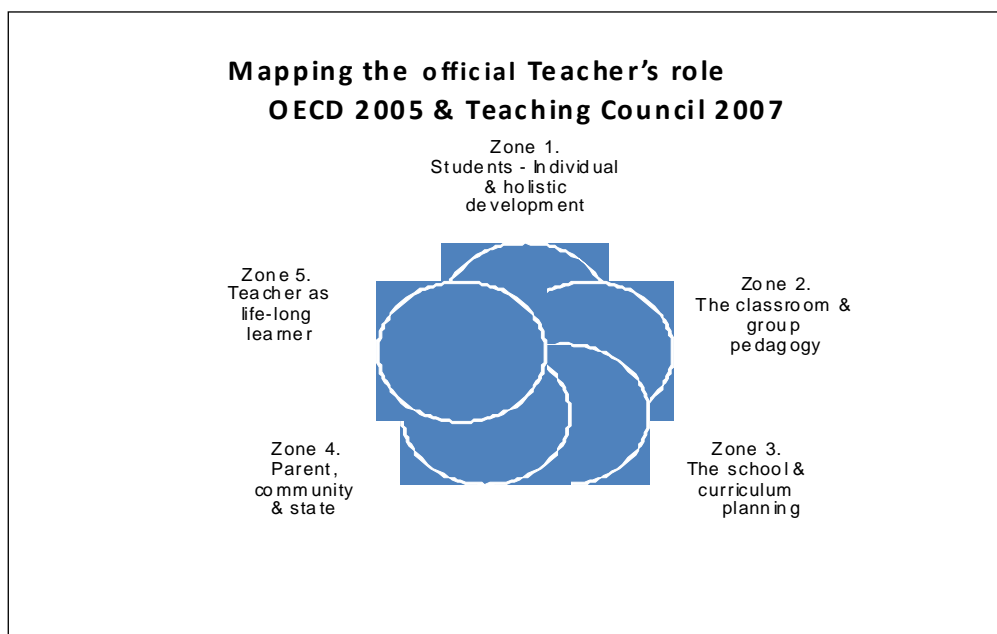 Mapping the official Teacher's role
OECD 2005 & Teaching Council 2007
Zone 1.
Students - Individual
& holistic
development
Zone 5.
Teacher as
life-long
learner
Zone 2.
The classroom &
group
pedagogy
Zone 4.
Parent,
community
& state
Zone 3.
The school &
curriculum
planning